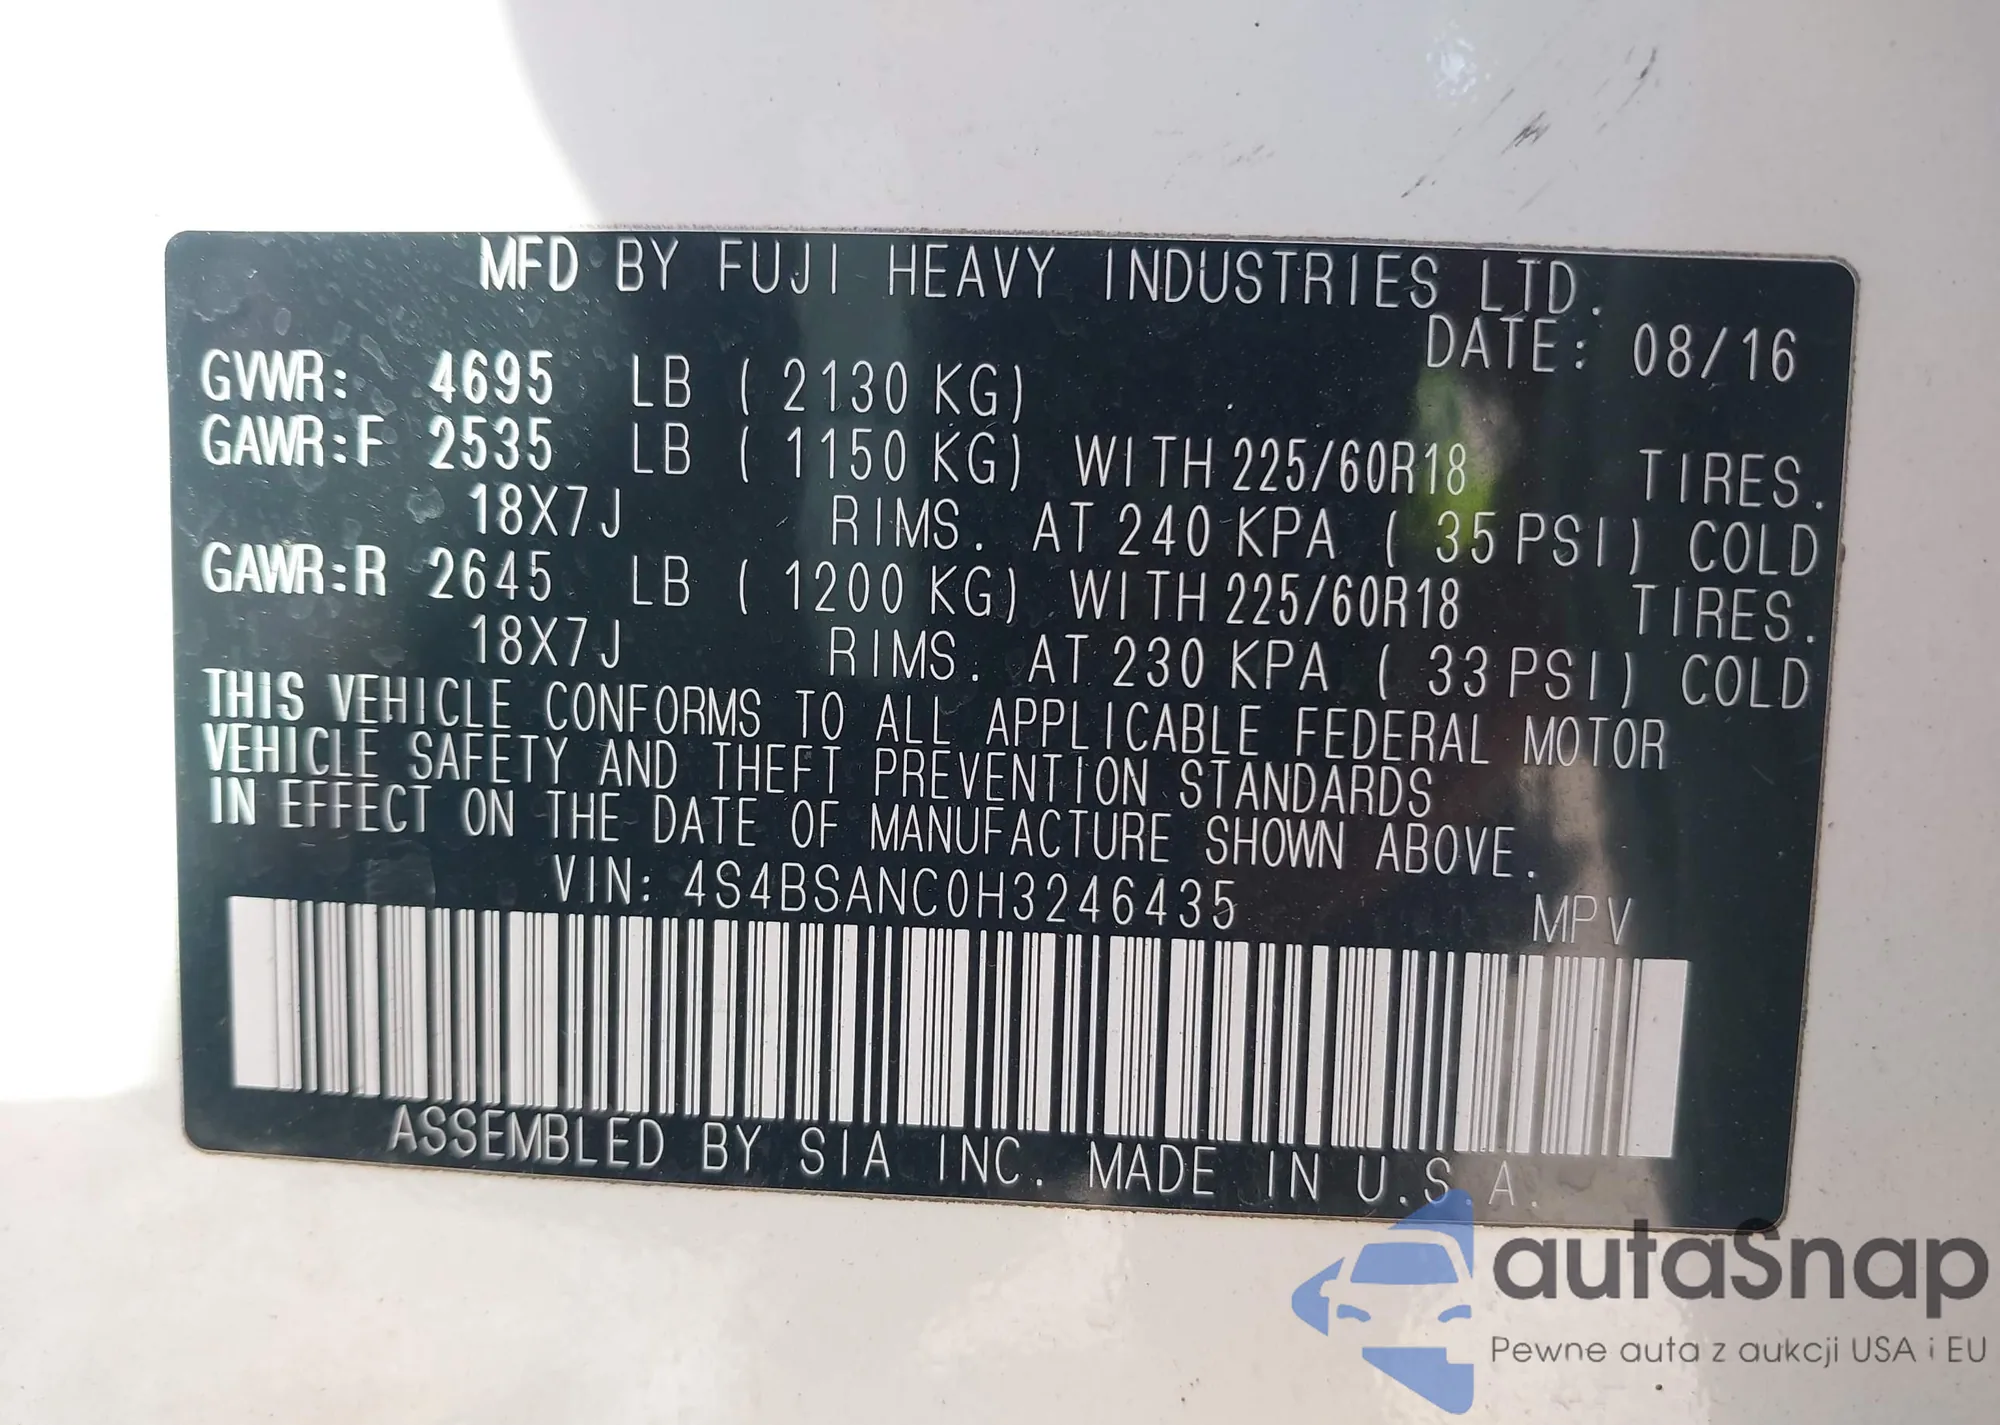 MFD BY FUJI HEAVY INDUSTRIES LTD.
DATE: 08/16
GVWR: 4695 LB ( 2130 KG)
GAWR:F 2535 LB ( 1150 KG) WITH 225/60R18 TIRES.
18X7J RIMS. AT 240 KPA ( 35 PSI) COLD
GAWR:R 2645 LB ( 1200 KG) WITH 225/60R18 TIRES.
18X7J RIMS. AT 230 KPA ( 33 PSI) COLD
THIS VEHICLE CONFORMS TO ALL APPLICABLE FEDERAL MOTOR
VEHICLE SAFETY AND THEFT PREVENTION STANDARDS
IN EFFECT ON THE DATE OF MANUFACTURE SHOWN ABOVE.
VIN: 4S4BSANC0H3246435 MPV
ASSEMBLED BY SIA INC. MADE IN U.S.A.
autaSnap
Pewne auta z aukcji USA i EU